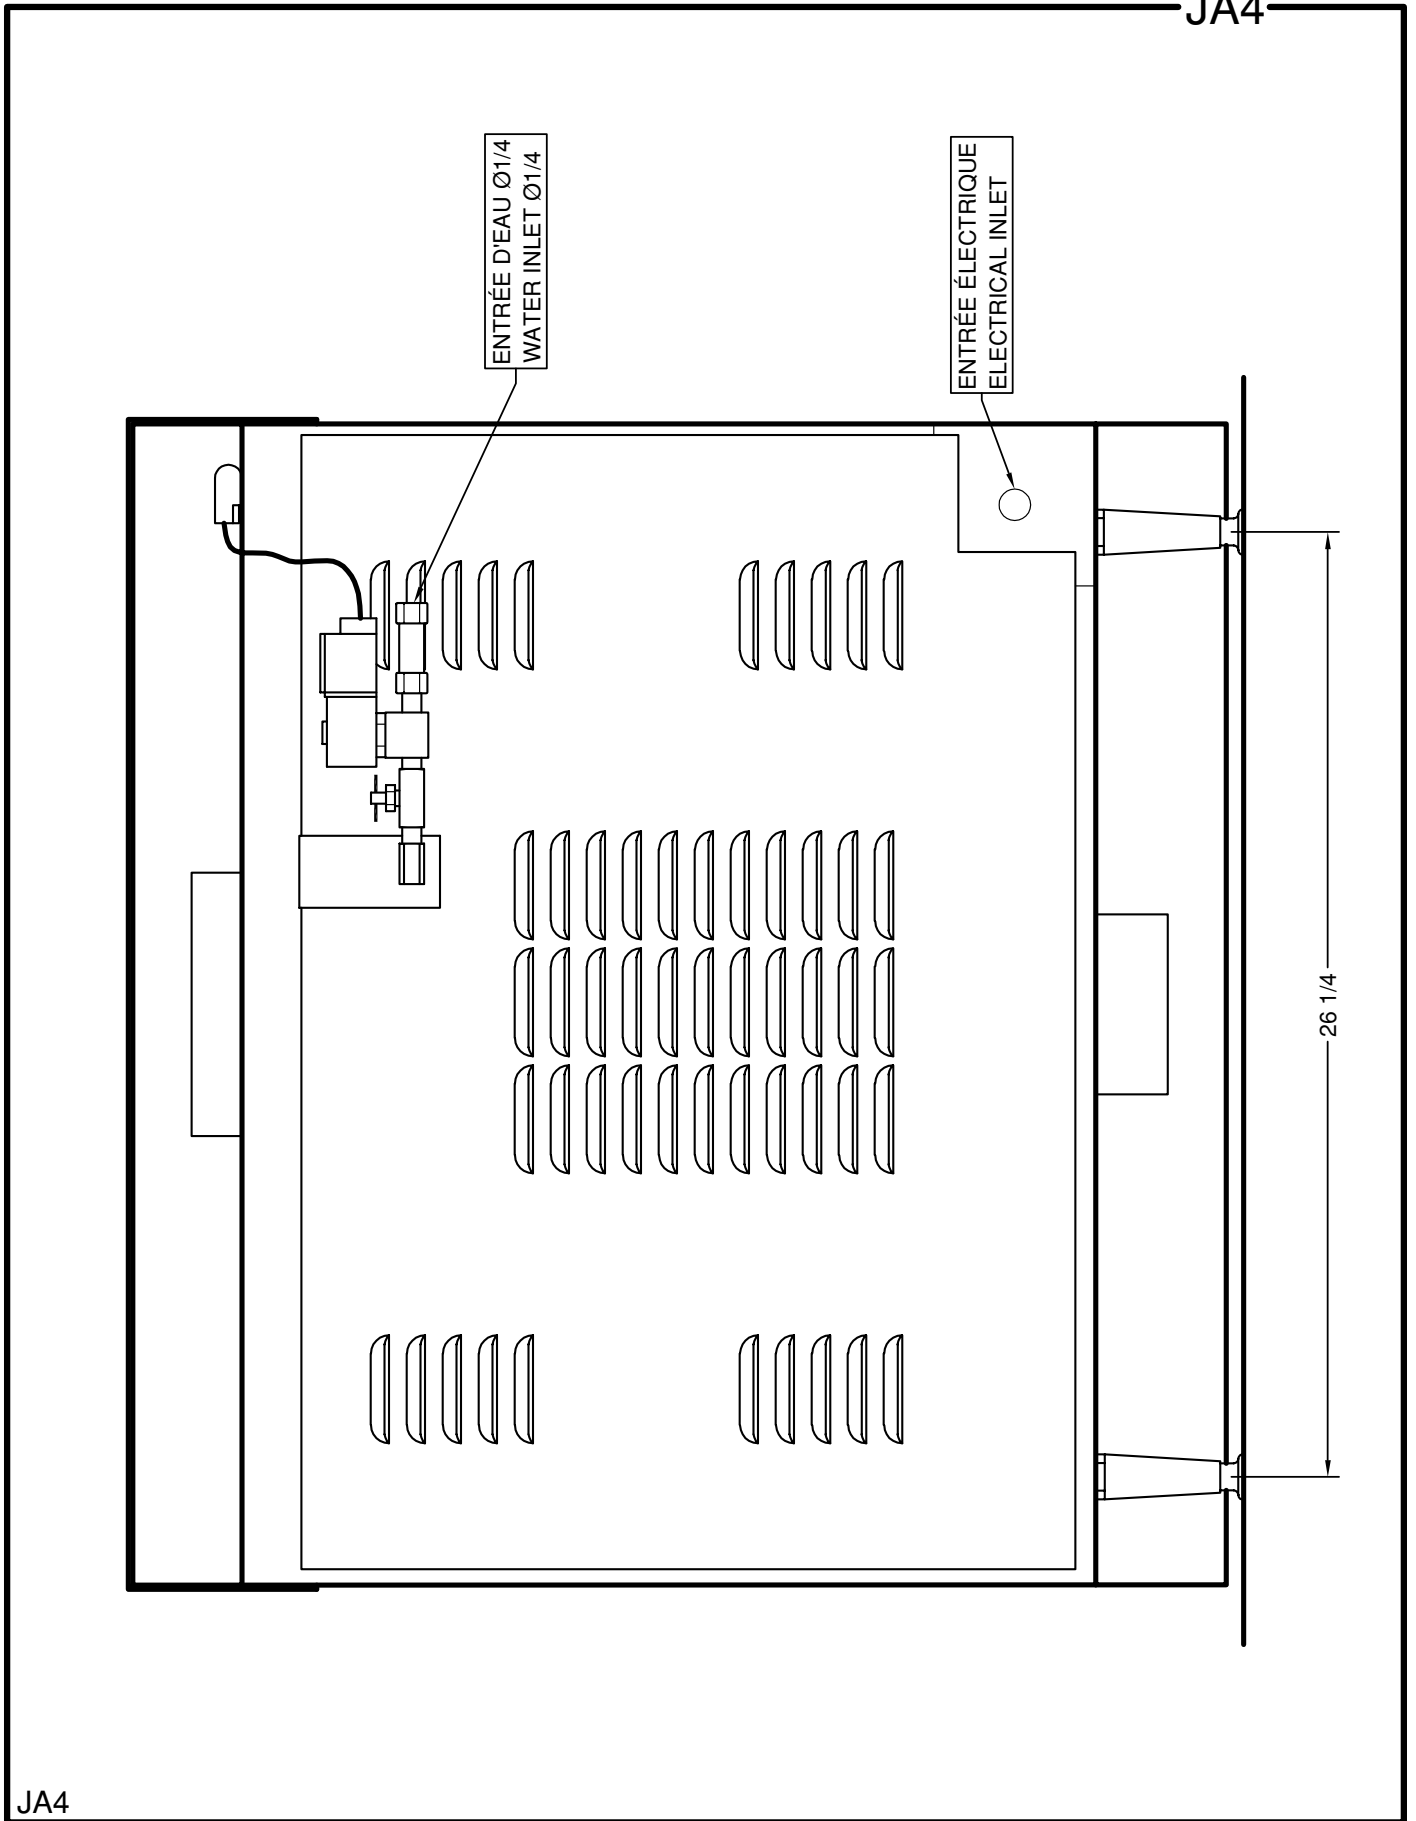 JA4
ENTRÉE D'EAU Ø1/4
WATER INLET Ø1/4
ENTRÉE ÉLECTRIQUE
ELECTRICAL INLET
26 1/4
JA4